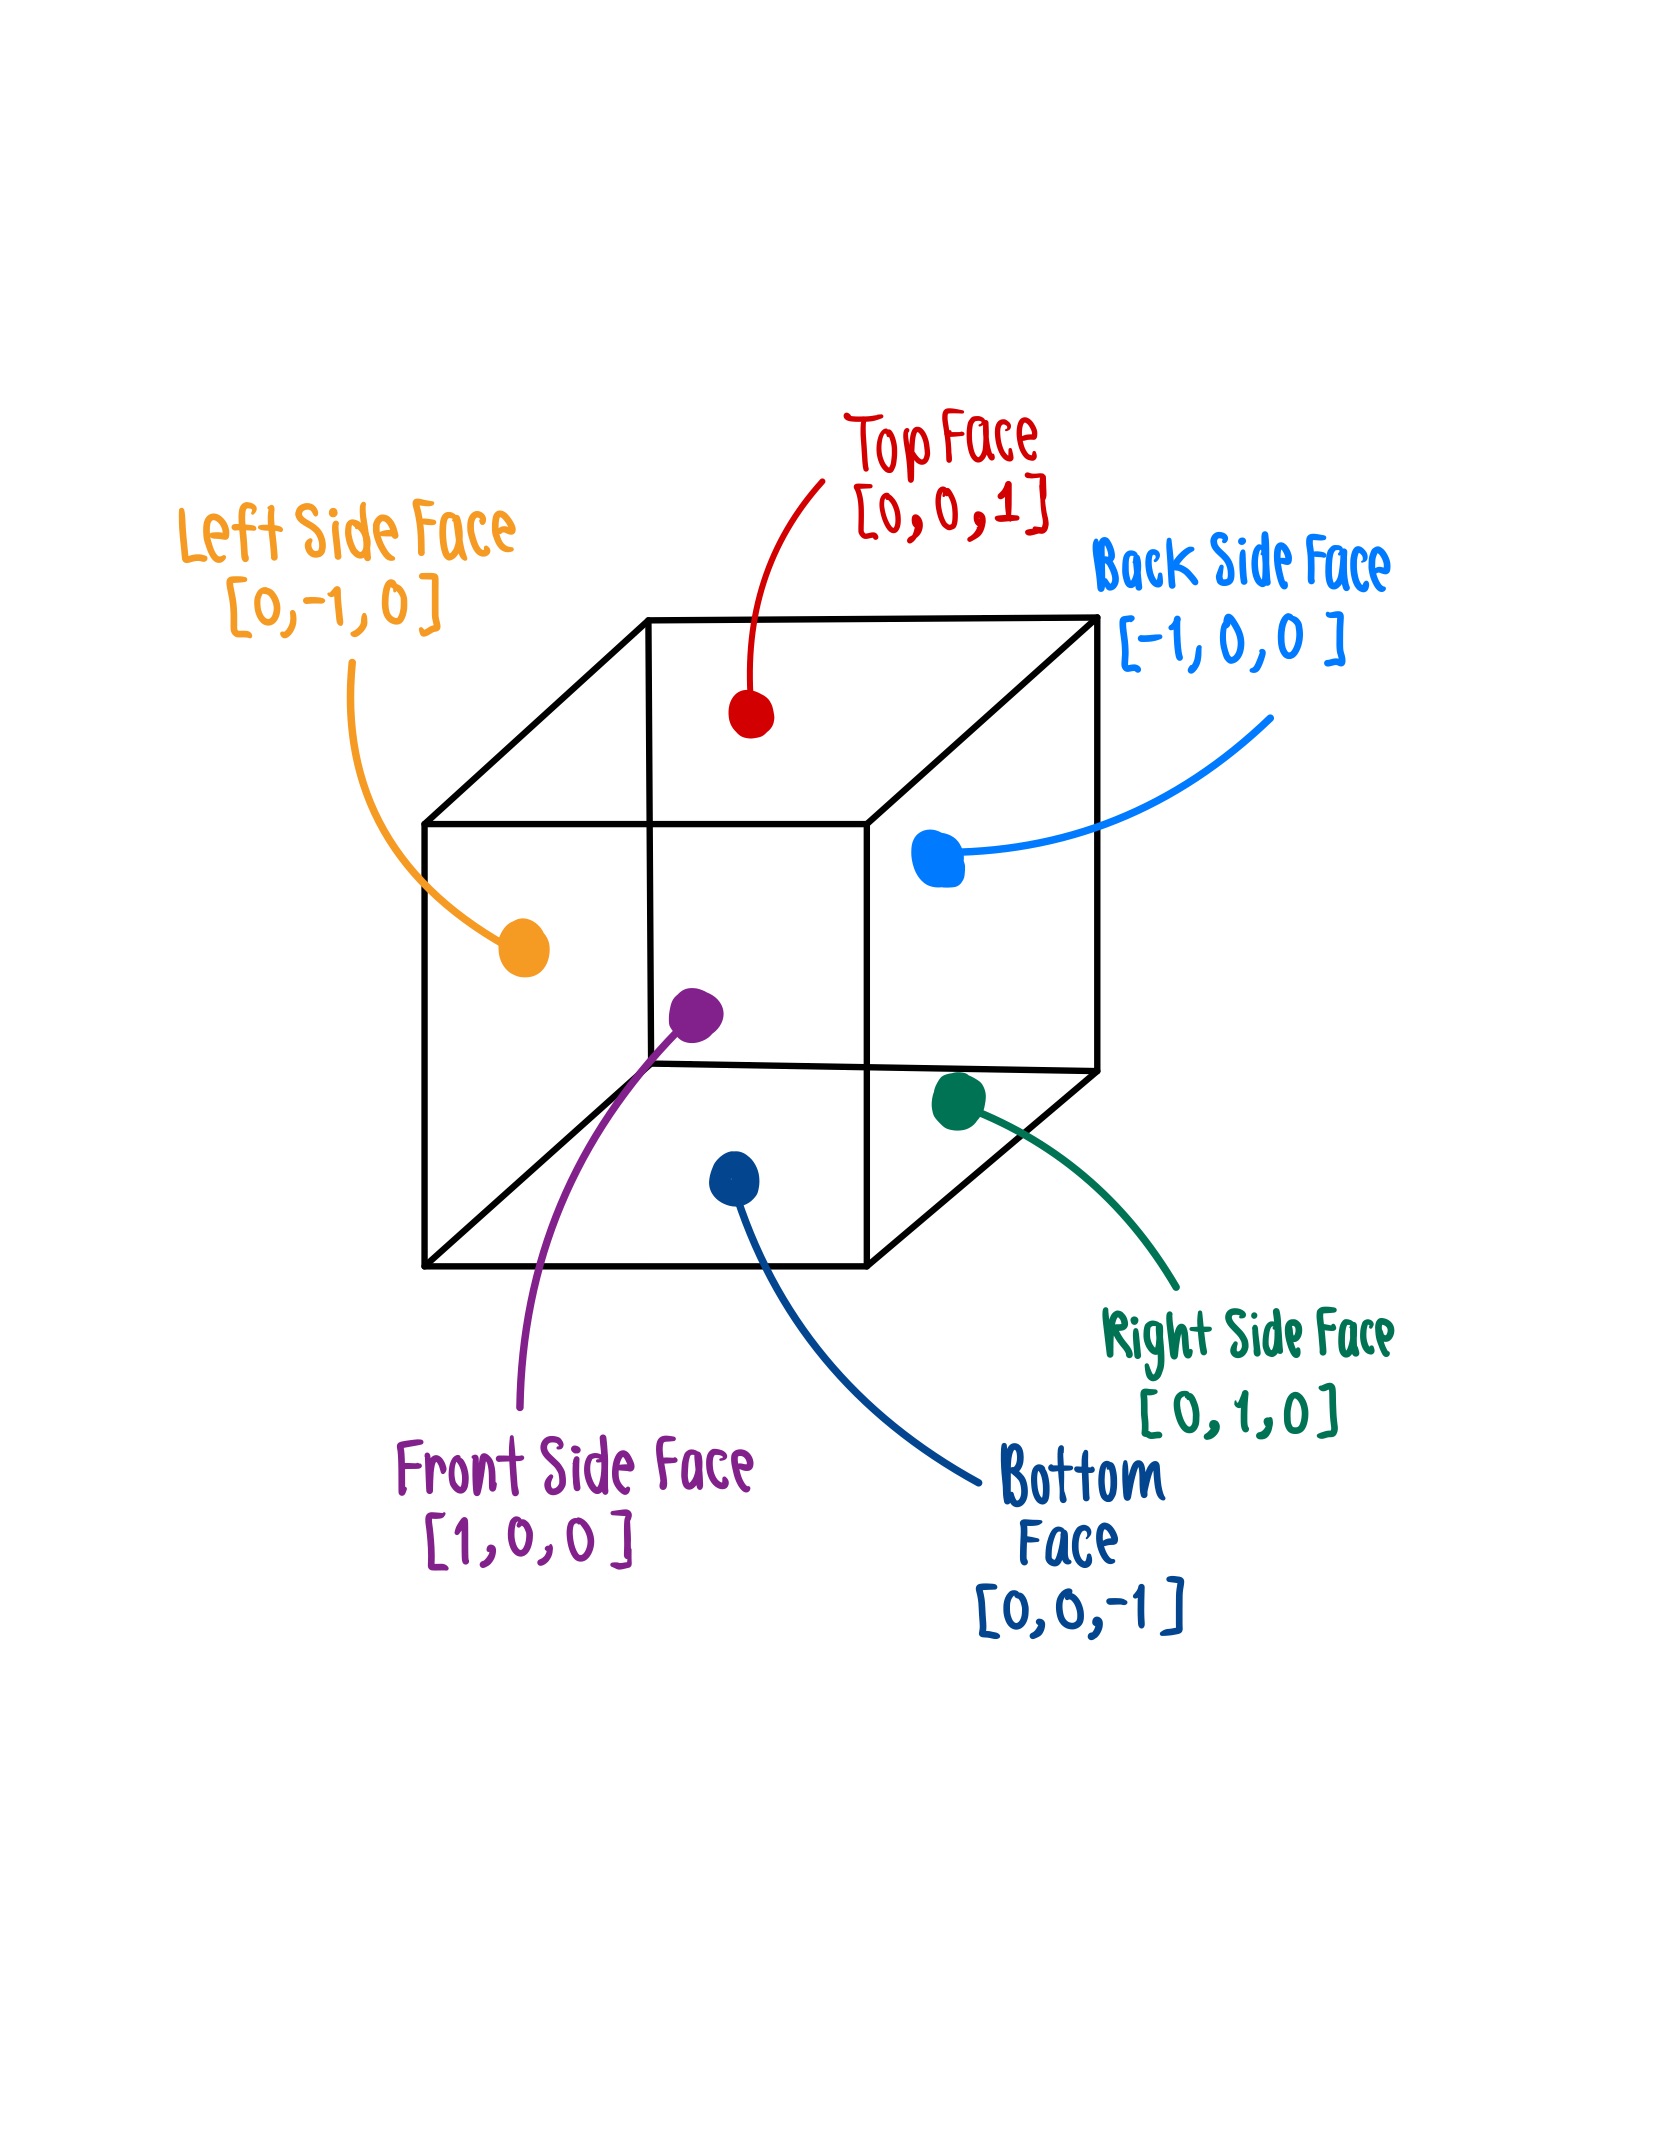 Top Face
[0,0,1]
Left Side Face
[0,-1,0]
Back Side Face
[-1,0,0]
Right Side Face
[0,1,0]
Front Side Face
[1,0,0]
Bottom
Face
[0,0,-1]